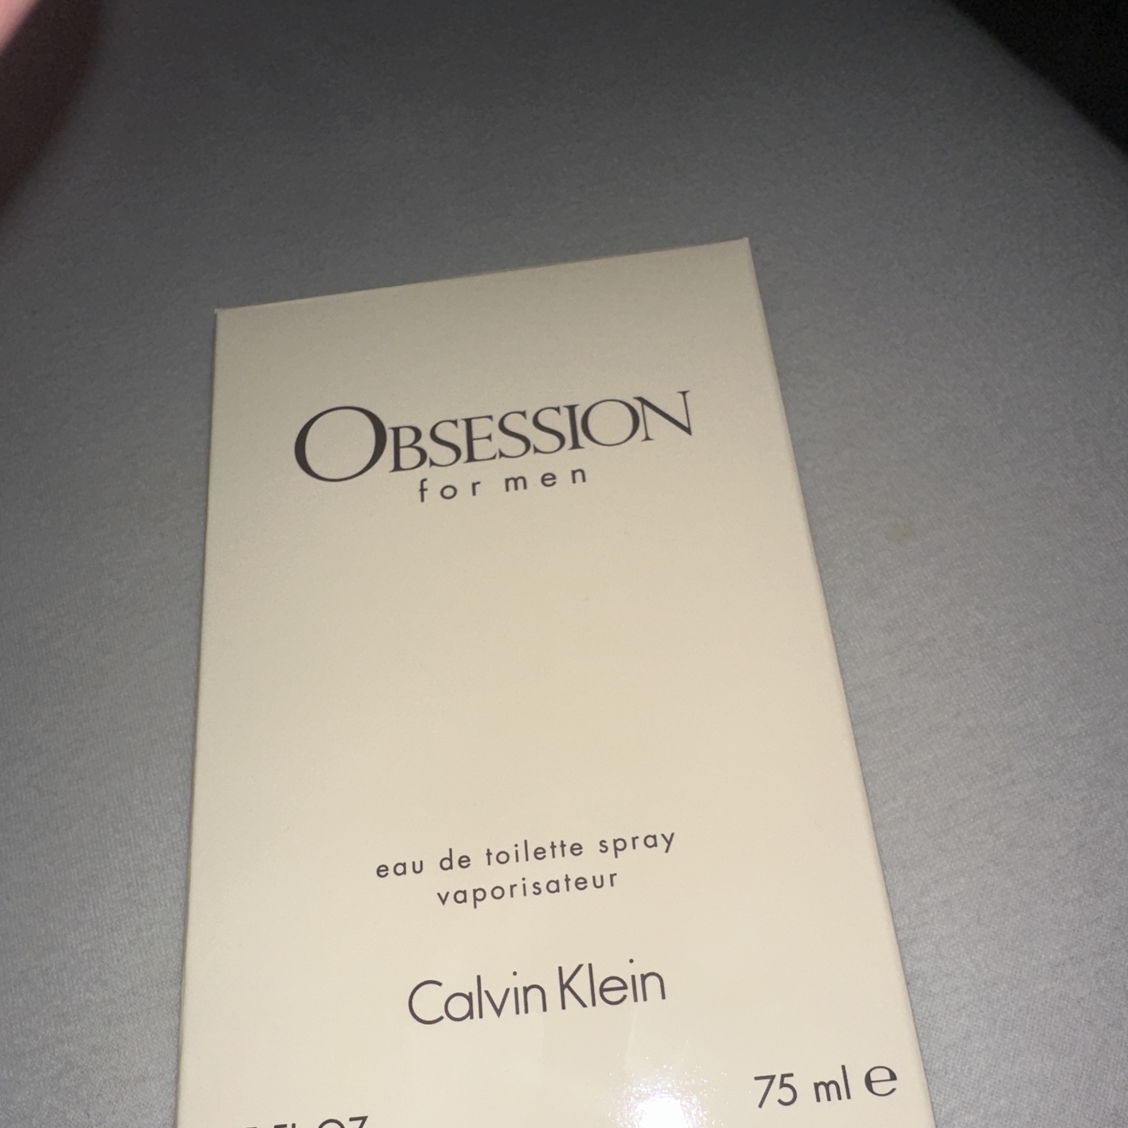 OBSESSION
for men
eau de toilette spray
vaporisateur
Calvin Klein
75 ml e